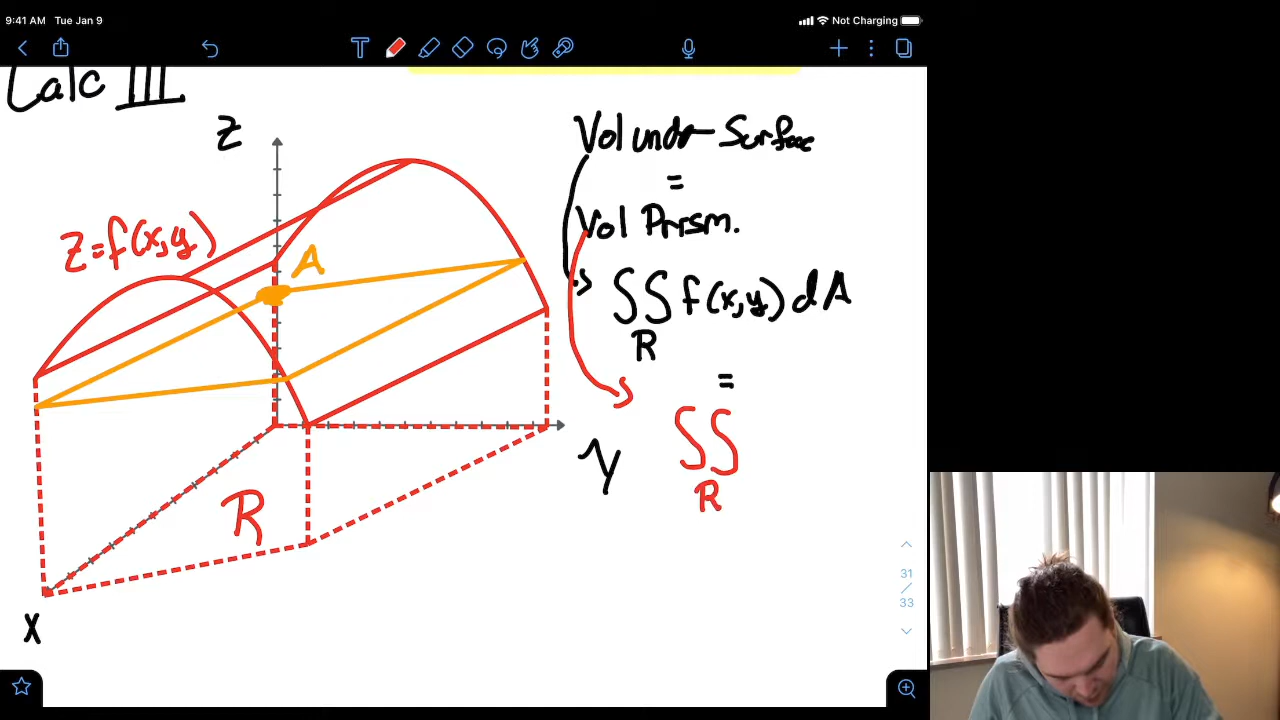 9:41 AM Tue Jan 9
Not Charging
T
Calc III
Z
Vol under Surface
=
Vol Prism.
z=f(x,y)
A
∬ f(x,y) dA
R
=
∬
R
y
R
x
31
/
33